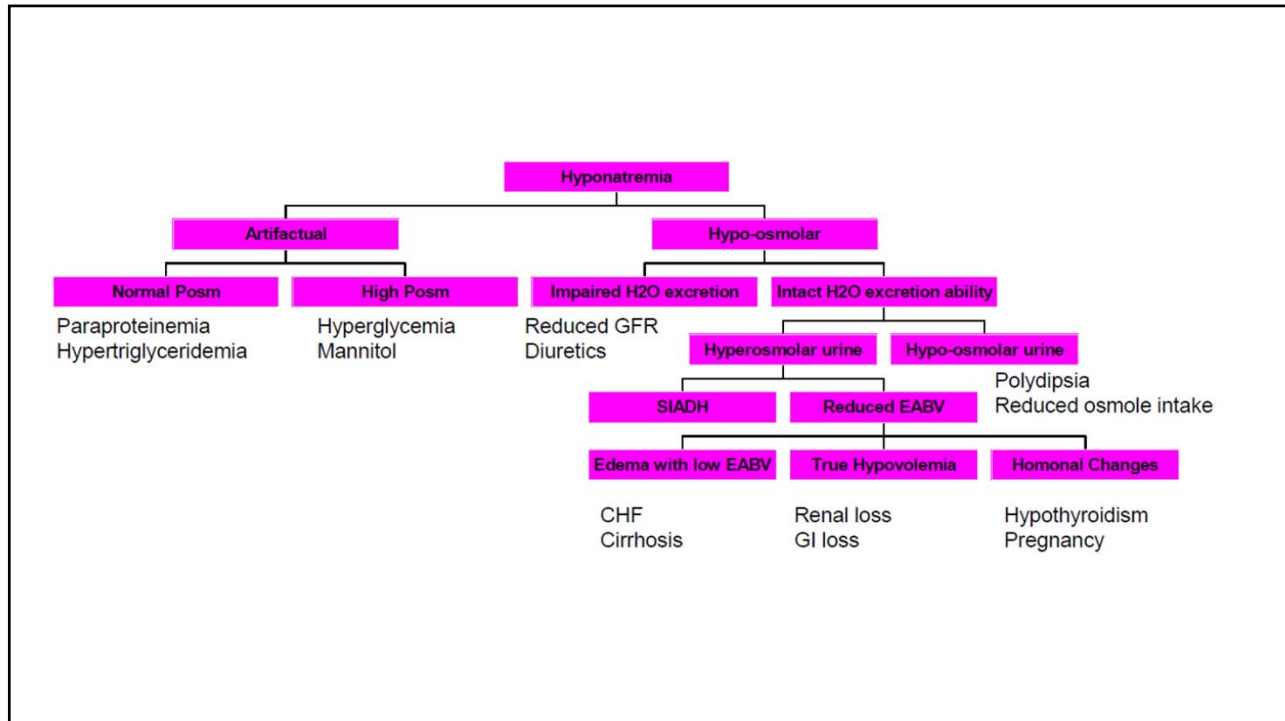 Hyponatremia
Artifactual
Hypo-osmolar
Normal Posm
High Posm
Impaired H2O excretion
Intact H2O excretion ability
Paraproteinemia
Hypertriglyceridemia
Hyperglycemia
Mannitol
Reduced GFR
Diuretics
Hyperosmolar urine
Hypo-osmolar urine
Polydipsia
Reduced osmole intake
SIADH
Reduced EABV
Edema with low EABV
True Hypovolemia
Homonal Changes
CHF
Cirrhosis
Renal loss
GI loss
Hypothyroidism
Pregnancy